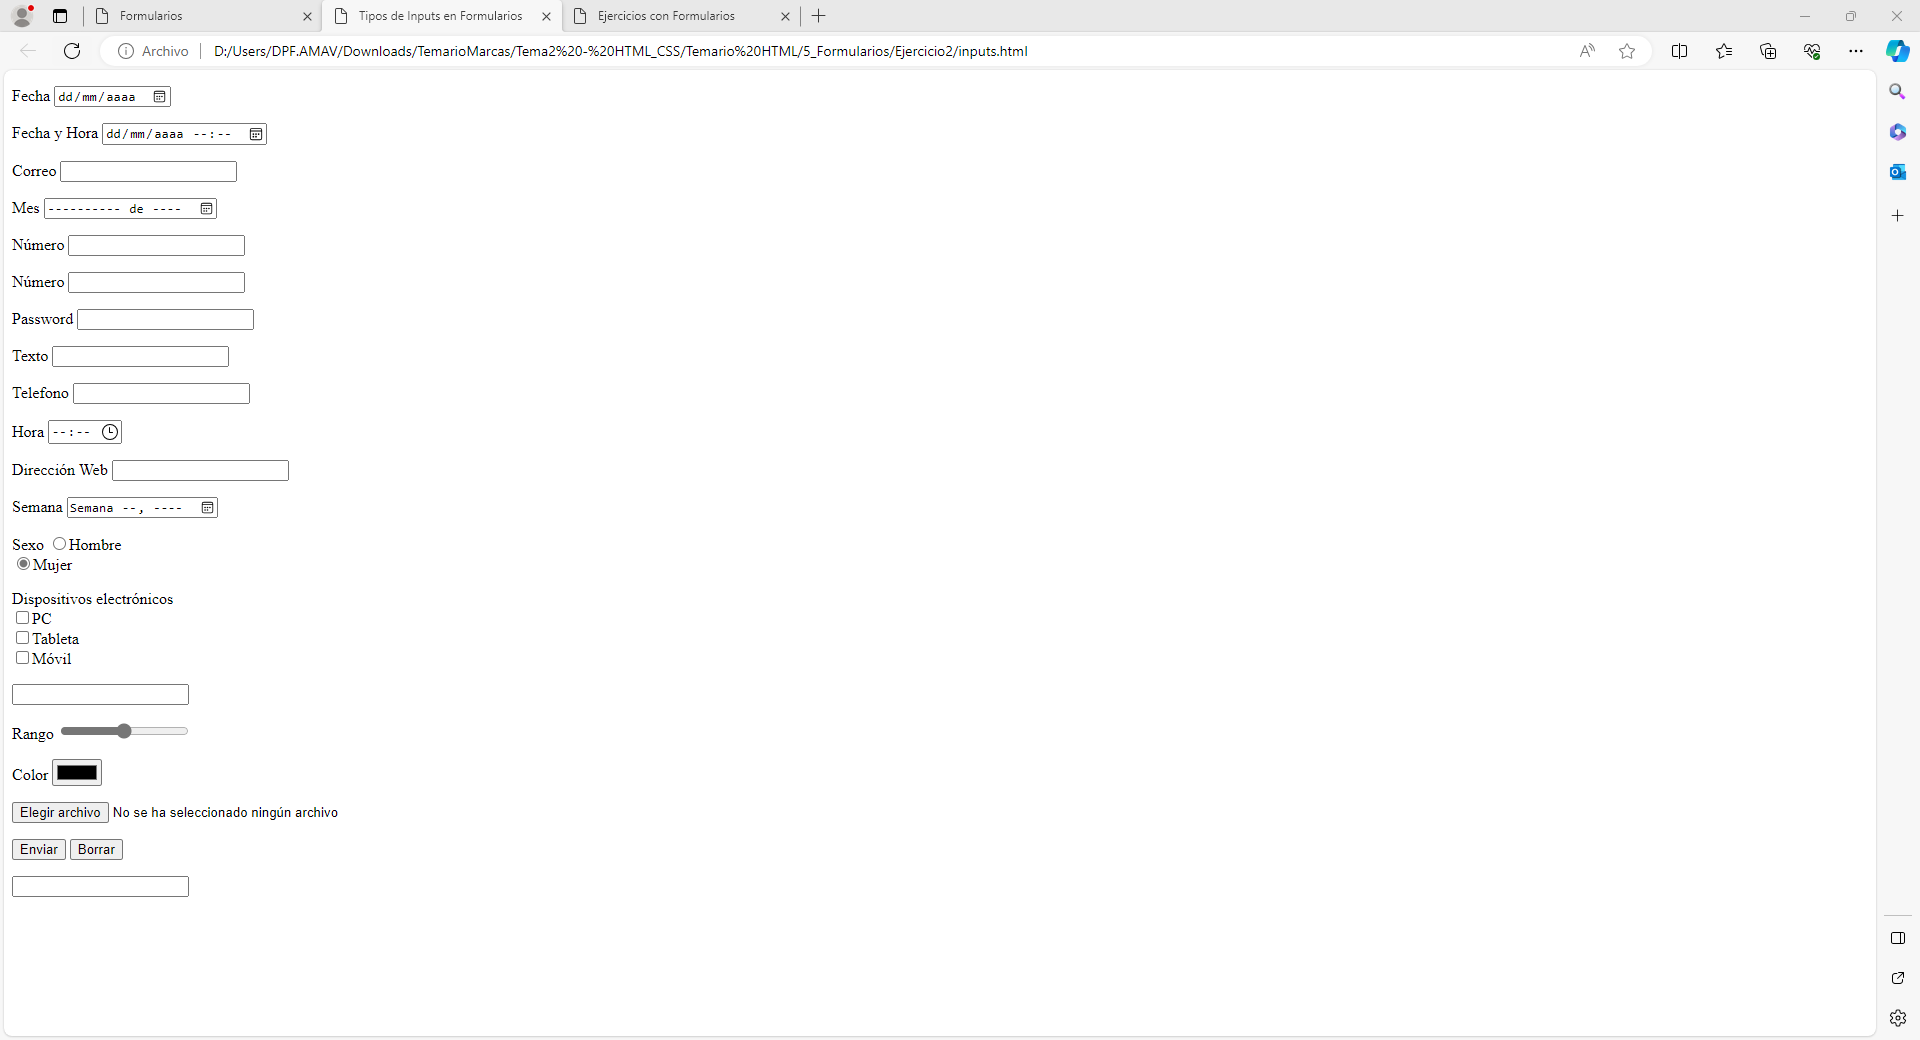 Formularios
Tipos de Inputs en Formularios
Ejercicios con Formularios
Archivo
D:/Users/DPF.AMAV/Downloads/TemarioMarcas/Tema2%20-%20HTML_CSS/Temario%20HTML/5_Formularios/Ejercicio2/inputs.html
Fecha dd/mm/aaaa
Fecha y Hora dd/mm/aaaa --:--
Correo
Mes ---------- de ----
Número
Número
Password
Texto
Telefono
Hora --:--
Dirección Web
Semana Semana --, ----
Sexo Hombre
Mujer
Dispositivos electrónicos
PC
Tableta
Móvil
Rango
Color
Elegir archivo No se ha seleccionado ningún archivo
Enviar Borrar